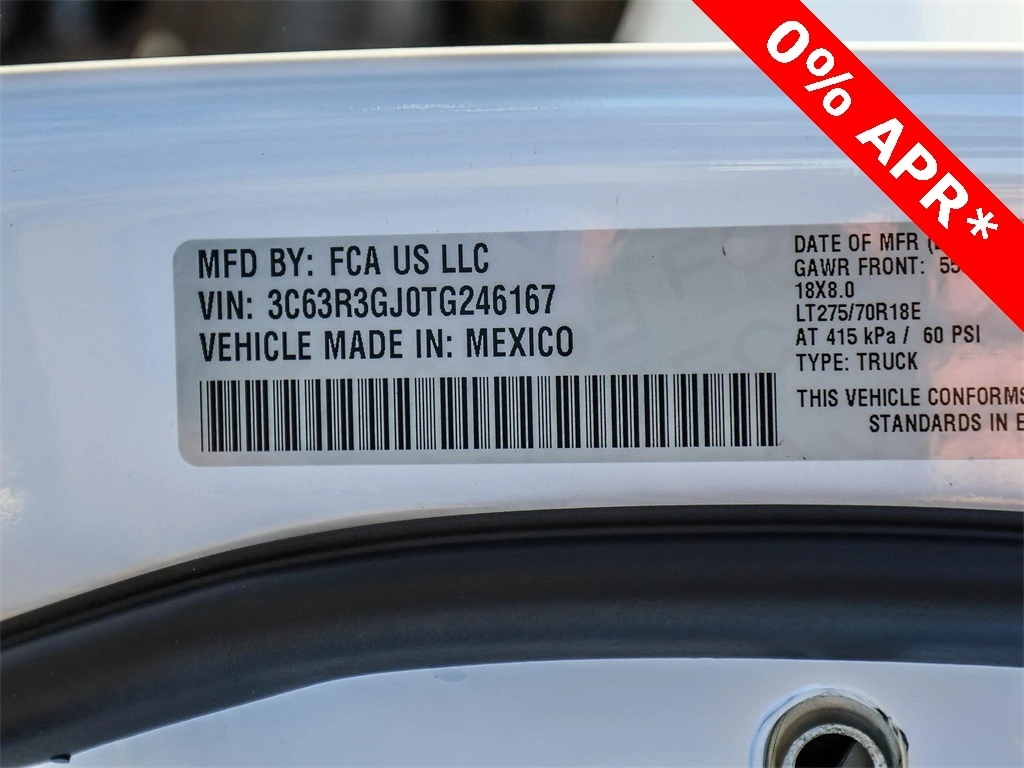 0% APR*
MFD BY: FCA US LLC
VIN: 3C63R3GJ0TG246167
VEHICLE MADE IN: MEXICO
DATE OF MFR
GAWR FRONT:
18X8.0
LT275/70R18E
AT 415 kPa / 60 PSI
TYPE: TRUCK
THIS VEHICLE CONFORMS
STANDARDS IN